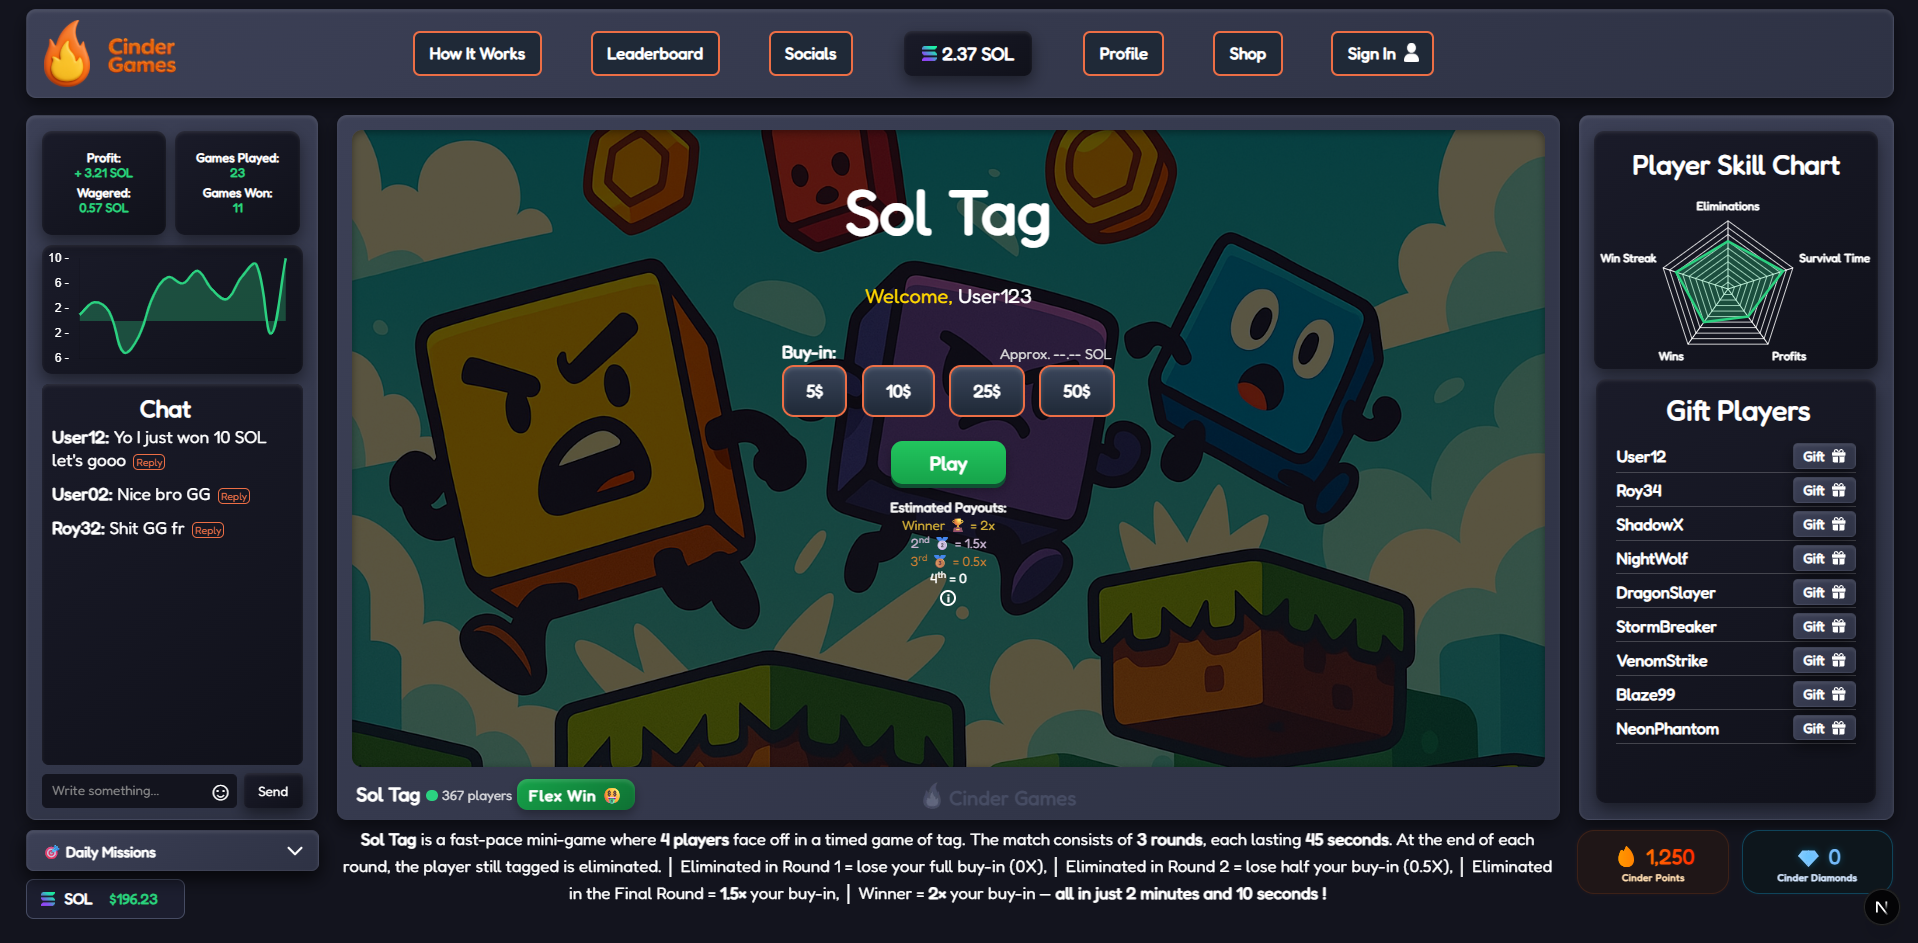 Cinder
Games
How It Works
Leaderboard
Socials
2.37 SOL
Profile
Shop
Sign In
Profit:
+ 3.21 SOL
Wagered:
0.57 SOL
Games Played:
23
Games Won:
11
10 -
6 -
2 -
2 -
6 -
Chat
User12: Yo I just won 10 SOL
let's gooo Reply
User02: Nice bro GG Reply
Roy32: Shit GG fr Reply
Write something...
Send
Daily Missions
SOL $196.23
Sol Tag
Welcome, User123
Buy-in:
Approx. --.-- SOL
5$ 10$ 25$ 50$
Play
Estimated Payouts:
Winner 🏆 = 2x
2nd 🥈 = 1.5x
3rd 🥉 = 0.5x
4th = 0
Sol Tag 367 players Flex Win 🤑
Cinder Games
Sol Tag is a fast-pace mini-game where 4 players face off in a timed game of tag. The match consists of 3 rounds, each lasting 45 seconds. At the end of each
round, the player still tagged is eliminated. | Eliminated in Round 1 = lose your full buy-in (0X), | Eliminated in Round 2 = lose half your buy-in (0.5X), | Eliminated
in the Final Round = 1.5× your buy-in, | Winner = 2× your buy-in — all in just 2 minutes and 10 seconds !
Player Skill Chart
Eliminations
Win Streak
Survival Time
Wins
Profits
Gift Players
User12 Gift
Roy34 Gift
ShadowX Gift
NightWolf Gift
DragonSlayer Gift
StormBreaker Gift
VenomStrike Gift
Blaze99 Gift
NeonPhantom Gift
1,250
Cinder Points
0
Cinder Diamonds
N